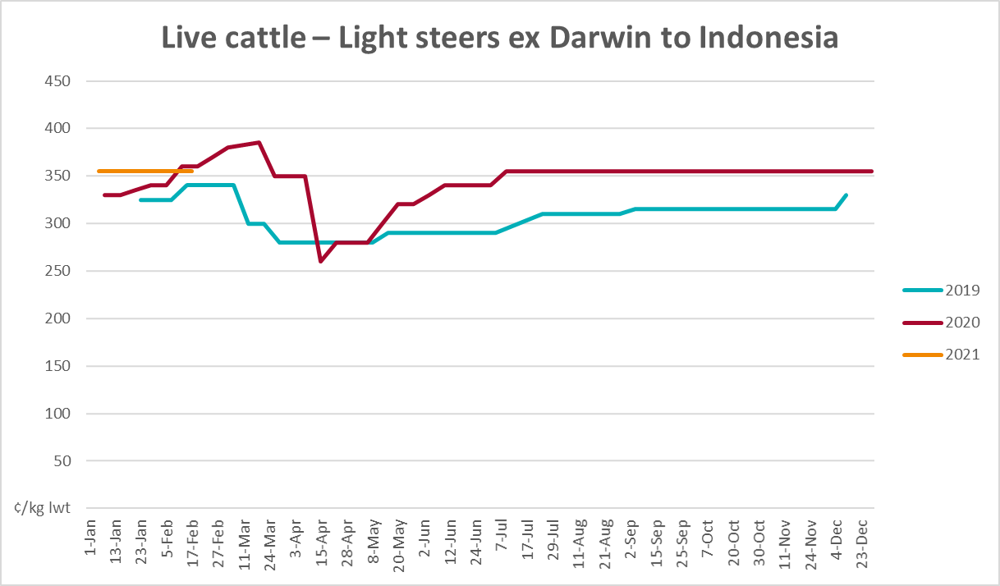 Live cattle – Light steers ex Darwin to Indonesia
450
400
350
300
250
200
150
100
50
¢/kg lwt
2019
2020
2021
1-Jan
13-Jan
23-Jan
5-Feb
17-Feb
27-Feb
11-Mar
24-Mar
3-Apr
15-Apr
28-Apr
8-May
20-May
2-Jun
12-Jun
24-Jun
7-Jul
17-Jul
29-Jul
11-Aug
21-Aug
2-Sep
15-Sep
25-Sep
7-Oct
20-Oct
30-Oct
11-Nov
24-Nov
4-Dec
23-Dec